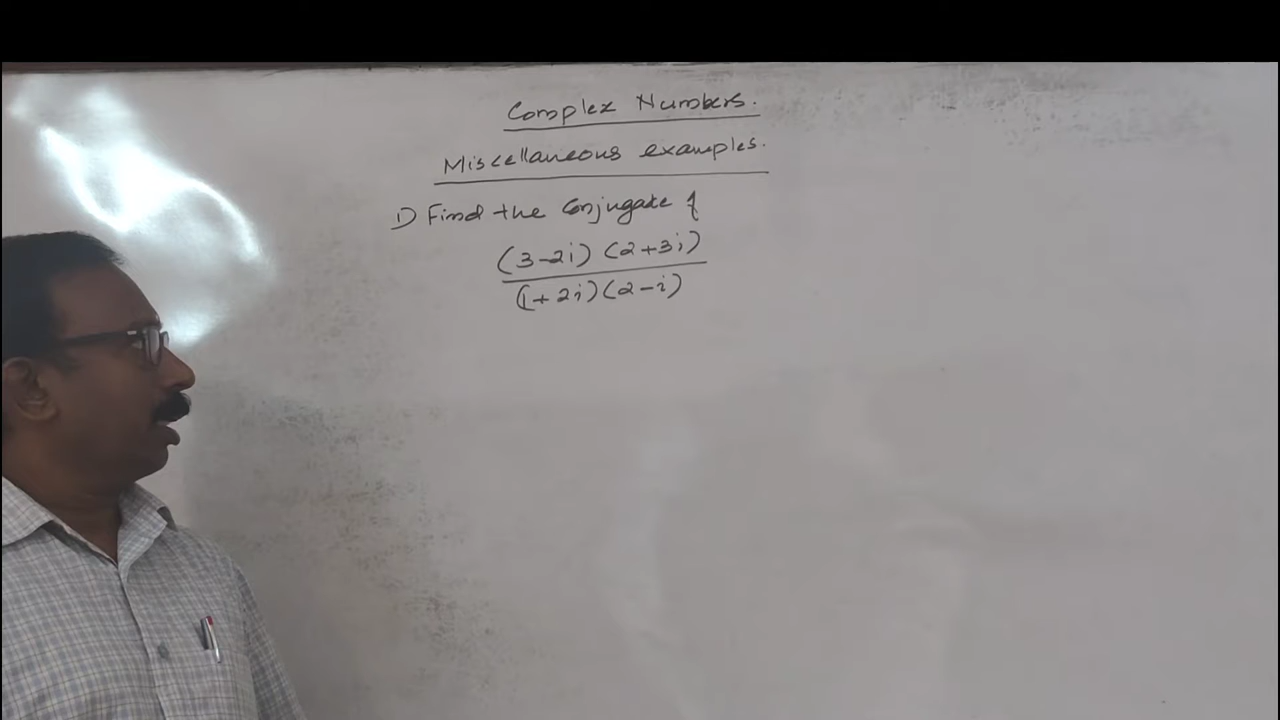 Complex Numbers.
Miscellaneous examples.
1) Find the Conjugate of
(3-2i) (2+3i)
(1+2i)(2-i)